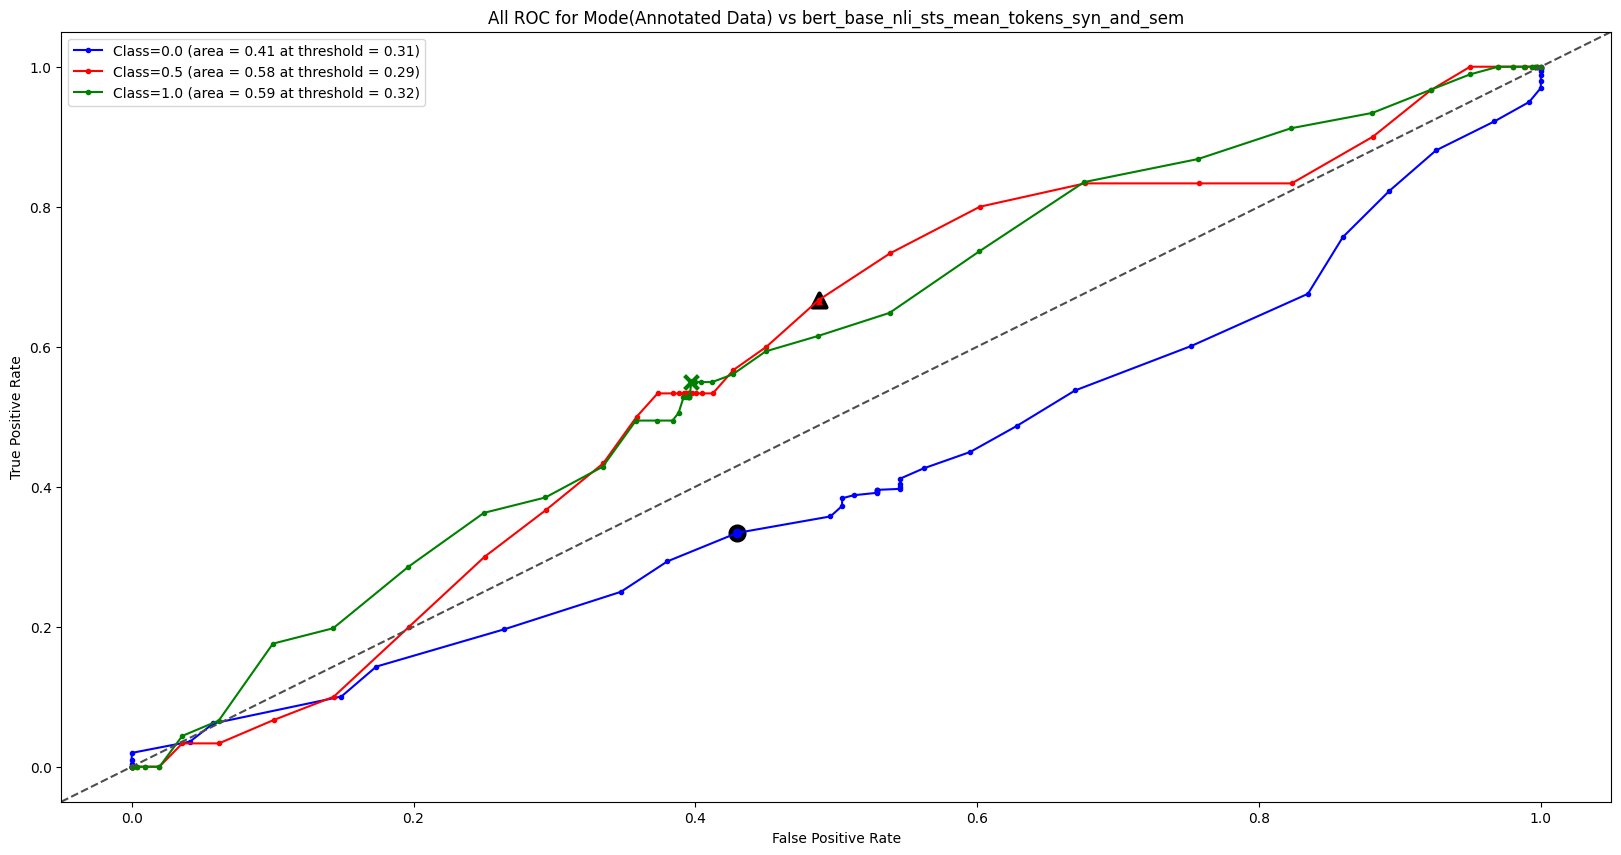 All ROC for Mode(Annotated Data) vs bert_base_nli_sts_mean_tokens_syn_and_sem
Class=0.0 (area = 0.41 at threshold = 0.31)
Class=0.5 (area = 0.58 at threshold = 0.29)
Class=1.0 (area = 0.59 at threshold = 0.32)
True Positive Rate
1.0
0.8
0.6
0.4
0.2
0.0
0.0 0.2 0.4 0.6 0.8 1.0
False Positive Rate